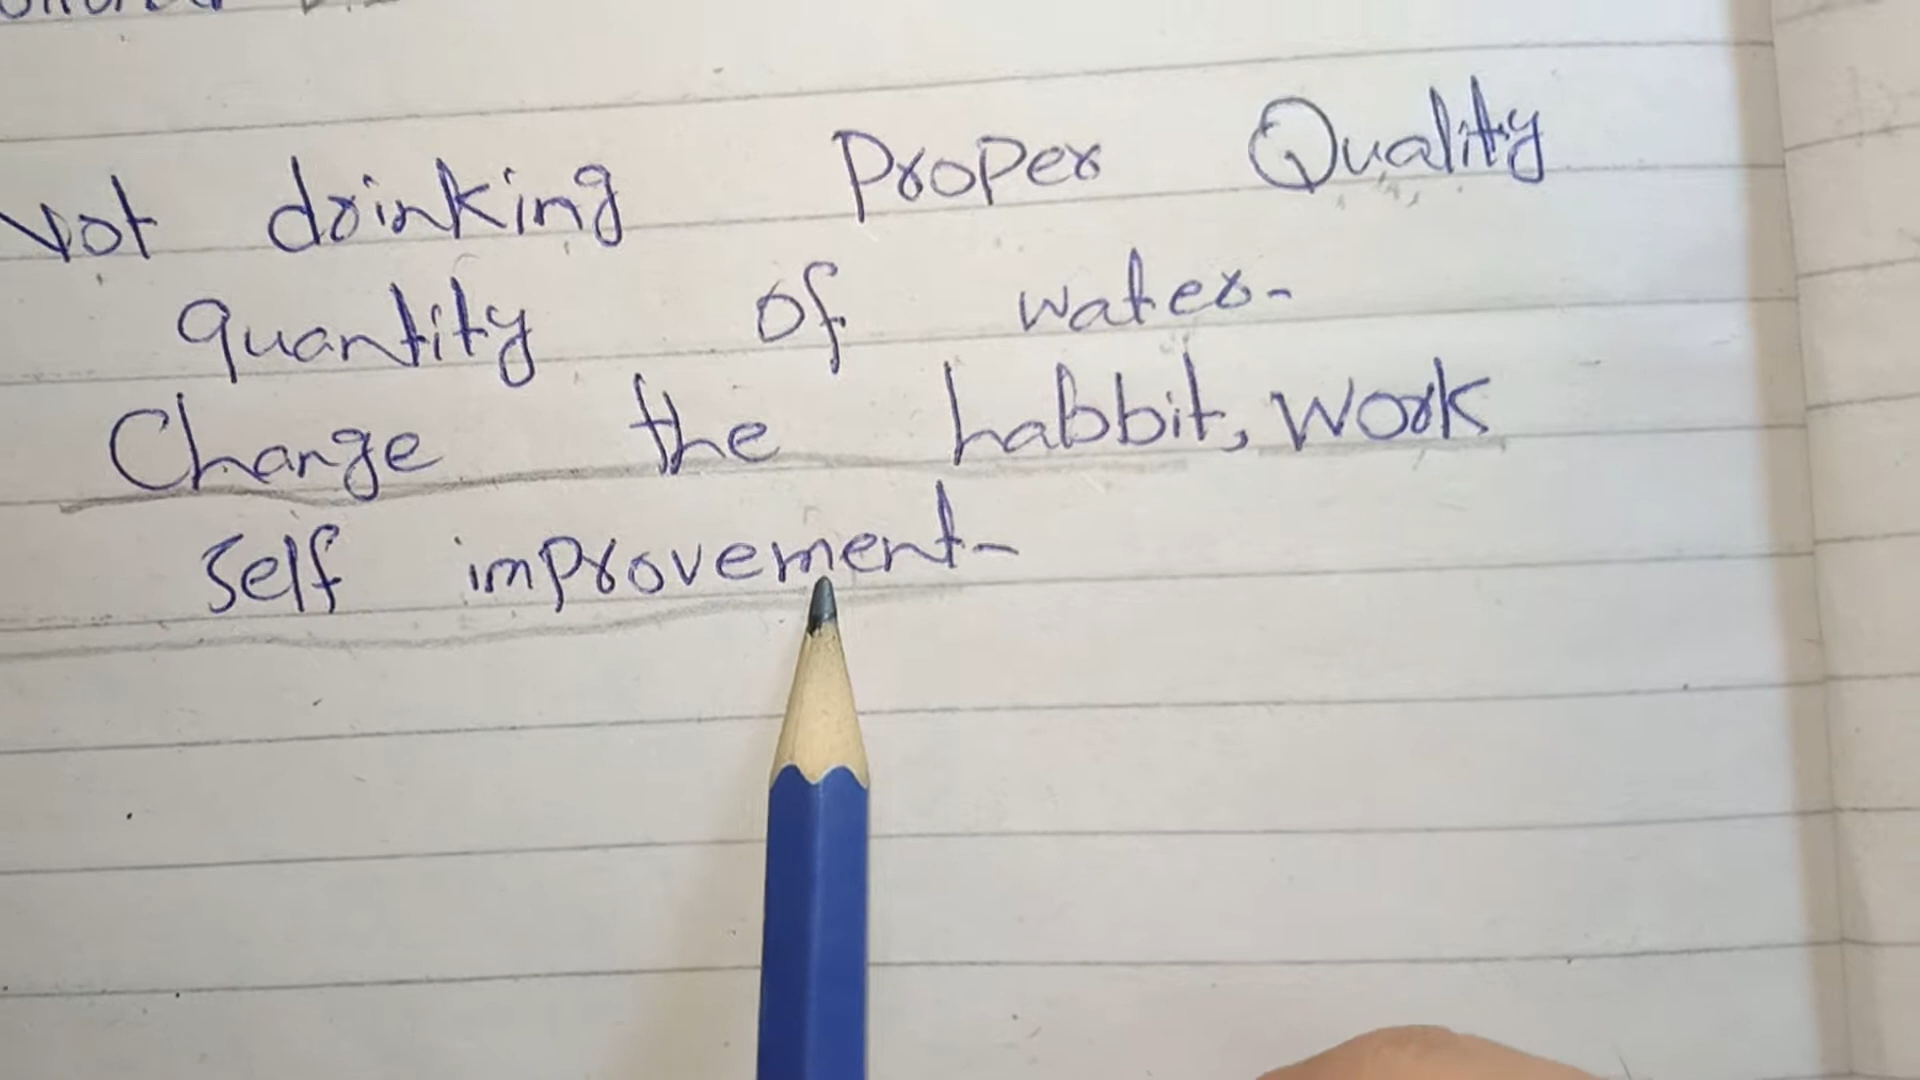 Not drinking Proper Quality
quantity of water-
Change the habbit, work
Self improvement-